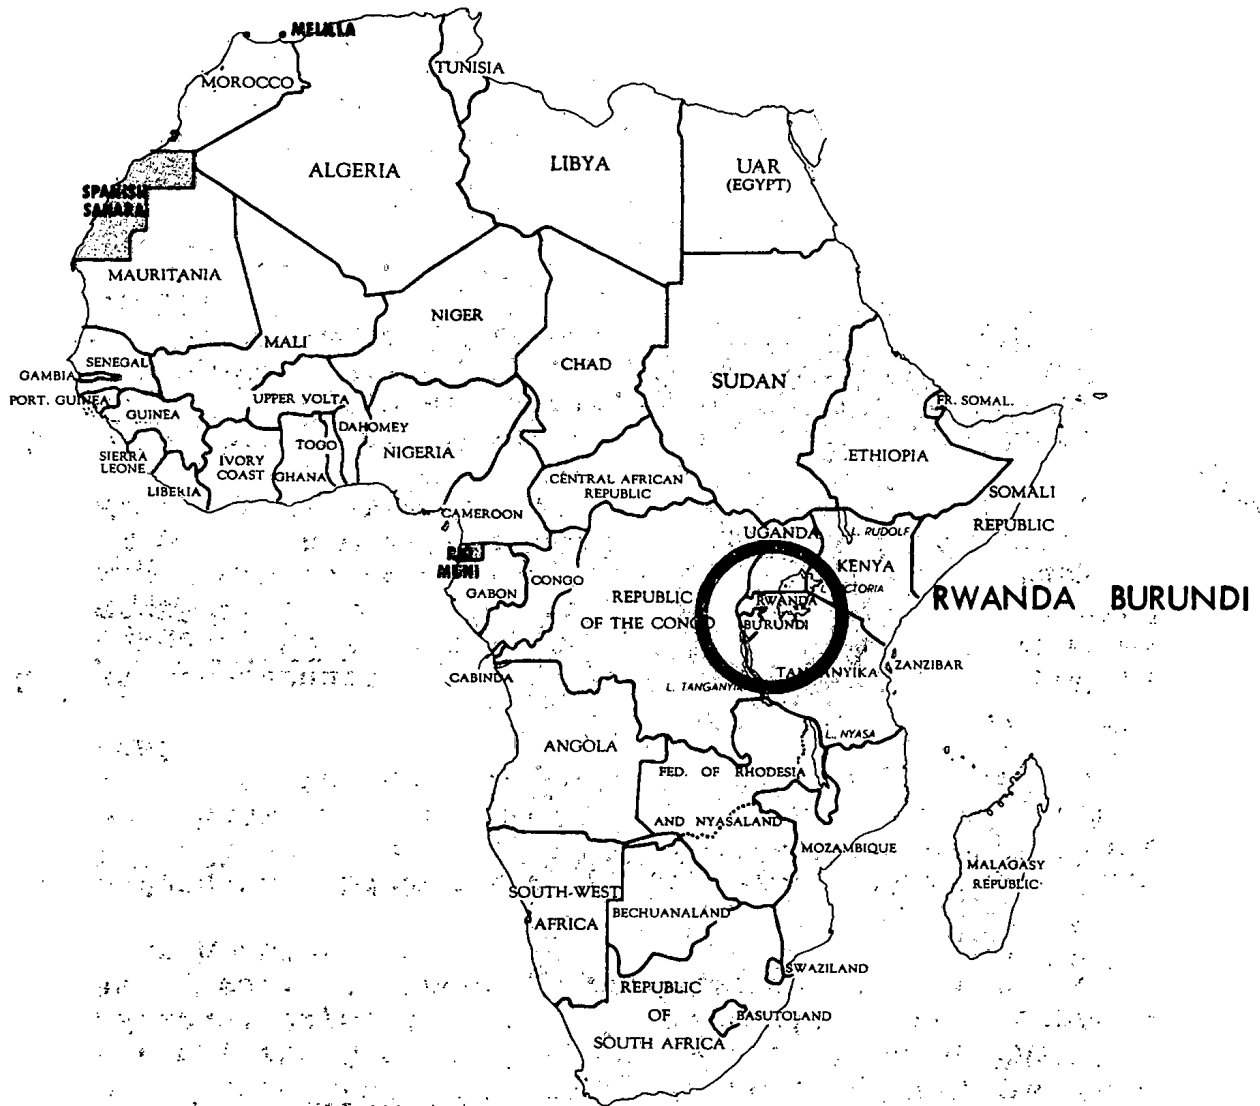 MELILLA
MOROCCO
TUNISIA
ALGERIA
LIBYA
UAR
(EGYPT)
SPANISH
SAHARA
MAURITANIA
MALI
NIGER
CHAD
SUDAN
SENEGAL
GAMBIA
PORT. GUINEA
GUINEA
SIERRA
LEONE
LIBERIA
IVORY
COAST
UPPER VOLTA
GHANA
TOGO
DAHOMEY
NIGERIA
CAMEROON
CENTRAL AFRICAN
REPUBLIC
FR. SOMAL.
ETHIOPIA
SOMALI
REPUBLIC
UGANDA
L. RUDOLF
KENYA
L. VICTORIA
RIO
MUNI
GABON
CONGO
REPUBLIC
OF THE CONGO
RWANDA
BURUNDI
RWANDA BURUNDI
CABINDA
L. TANGANYIKA
TANGANYIKA
ZANZIBAR
ANGOLA
L. NYASA
FED. OF RHODESIA
AND NYASALAND
MOZAMBIQUE
MALAGASY
REPUBLIC
SOUTH-WEST
AFRICA
BECHUANALAND
SWAZILAND
BASUTOLAND
REPUBLIC
OF
SOUTH AFRICA